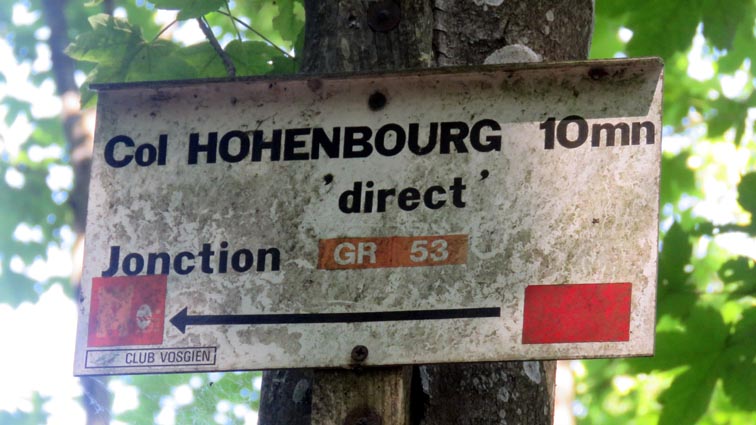 Col HOHENBOURG 10mn
'direct'
Jonction GR 53
CLUB VOSGIEN